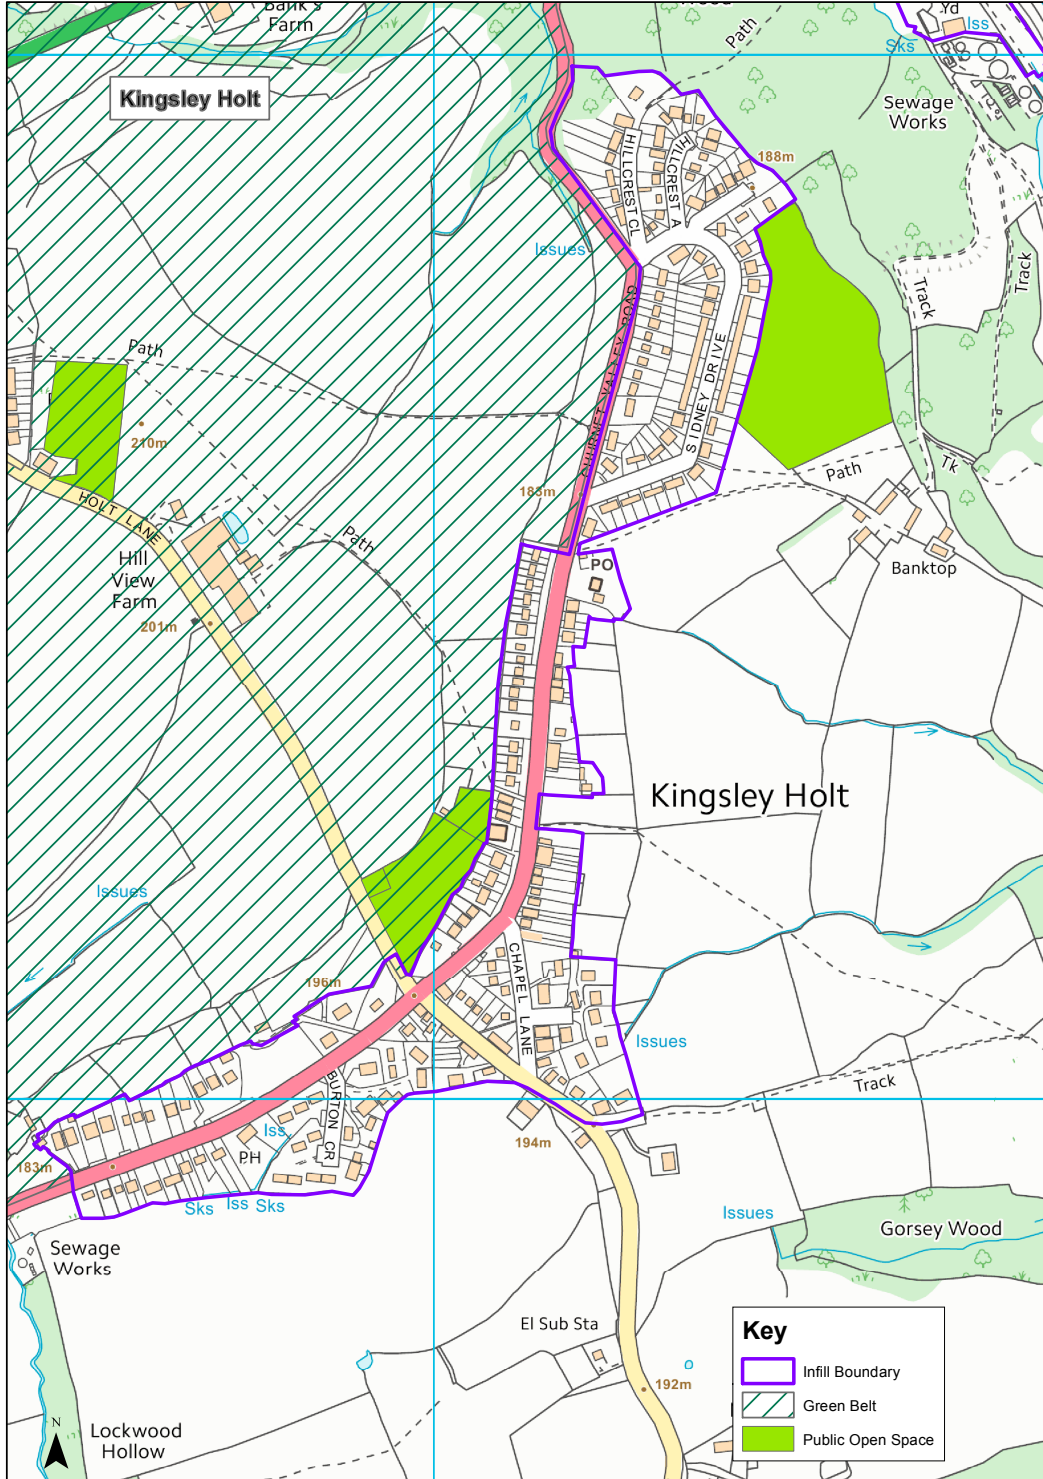 Bank's
Farm
Wood
Path
Yd
Iss
Sks
Kingsley Holt
Sewage
Works
HILLCREST CL
HILLCREST A
188m
Issues
Track
Track
CHURNET VALLEY ROAD
Path
SIDNEY DRIVE
210m
Path
Tk
183m
HOLT LANE
Path
Hill
View
Farm
PO
Banktop
201m
Kingsley Holt
Issues
CHAPEL LANE
196m
Issues
BURTON CR
Track
Iss
194m
PH
183m
Sks
Iss
Sks
Issues
Gorsey Wood
Sewage
Works
El Sub Sta
Key
Infill Boundary
192m
Green Belt
N
Lockwood
Hollow
Public Open Space